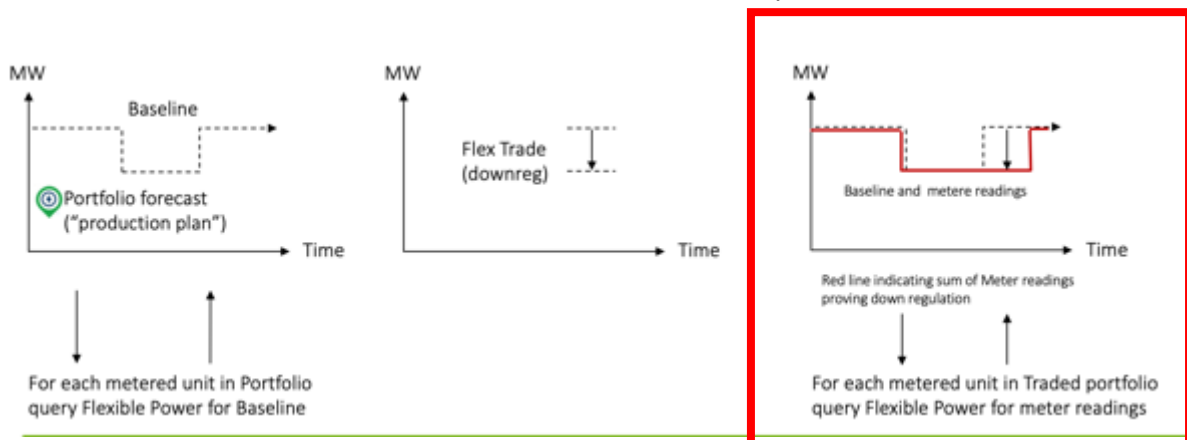 MW
Baseline
Portfolio forecast
("production plan")
Time
For each metered unit in Portfolio
query Flexible Power for Baseline
MW
Flex Trade
(downreg)
Time
MW
Baseline and metere readings
Time
Red line indicating sum of Meter readings
proving down regulation
For each metered unit in Traded portfolio
query Flexible Power for meter readings